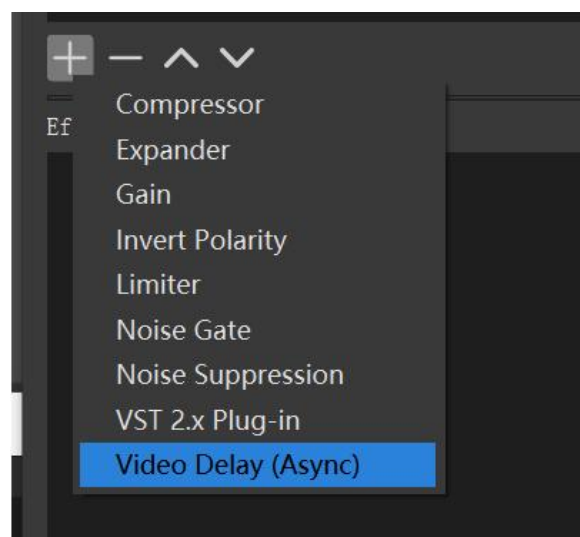 Compressor
Ef
Expander
Gain
Invert Polarity
Limiter
Noise Gate
Noise Suppression
VST 2.x Plug-in
Video Delay (Async)